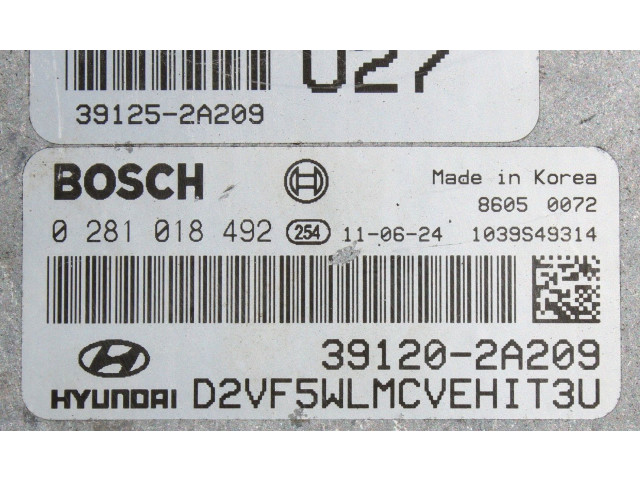 U27
39125-2A209
BOSCH Made in Korea
8605 0072
0 281 018 492 254 11-06-24 1039S49314
39120-2A209
HYUNDAI D2VF5WLMCVEHIT3U